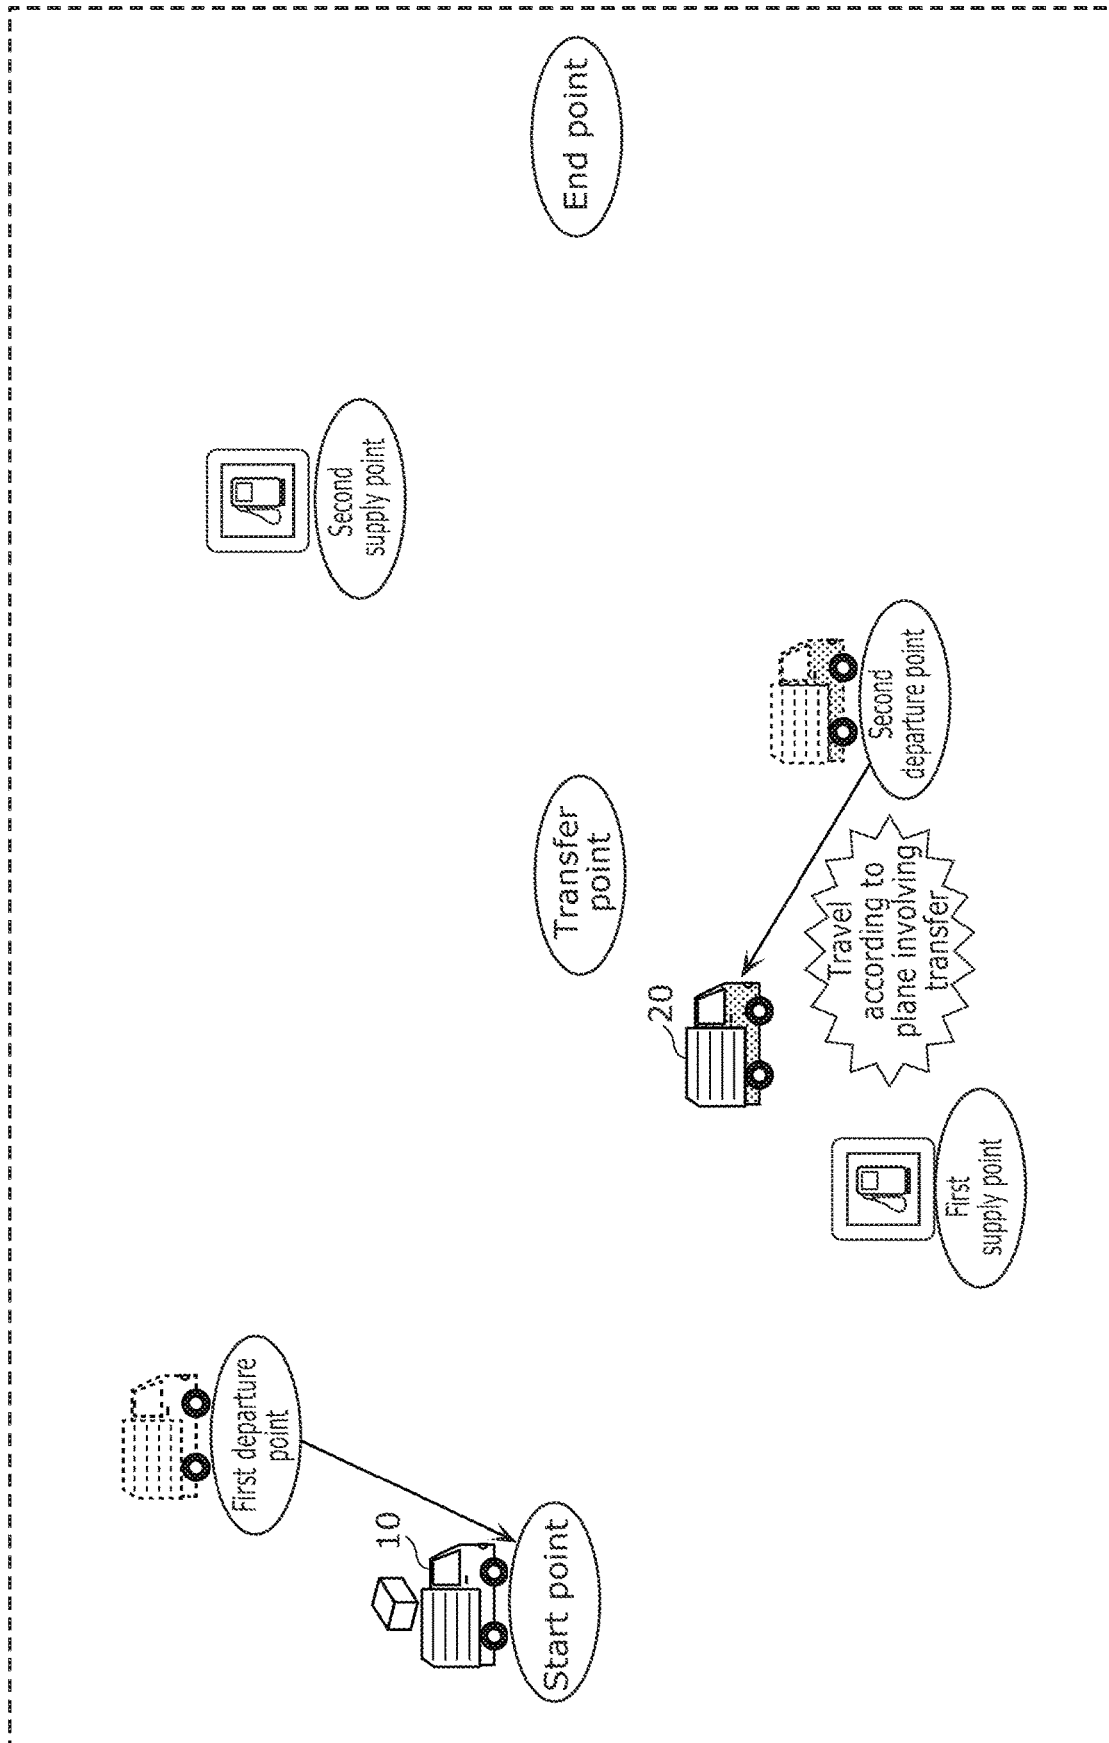 First departure
point
10
Start point
Second
supply point
Transfer
point
End point
20
Travel
according to
plane involving
transfer
Second
departure point
First
supply point